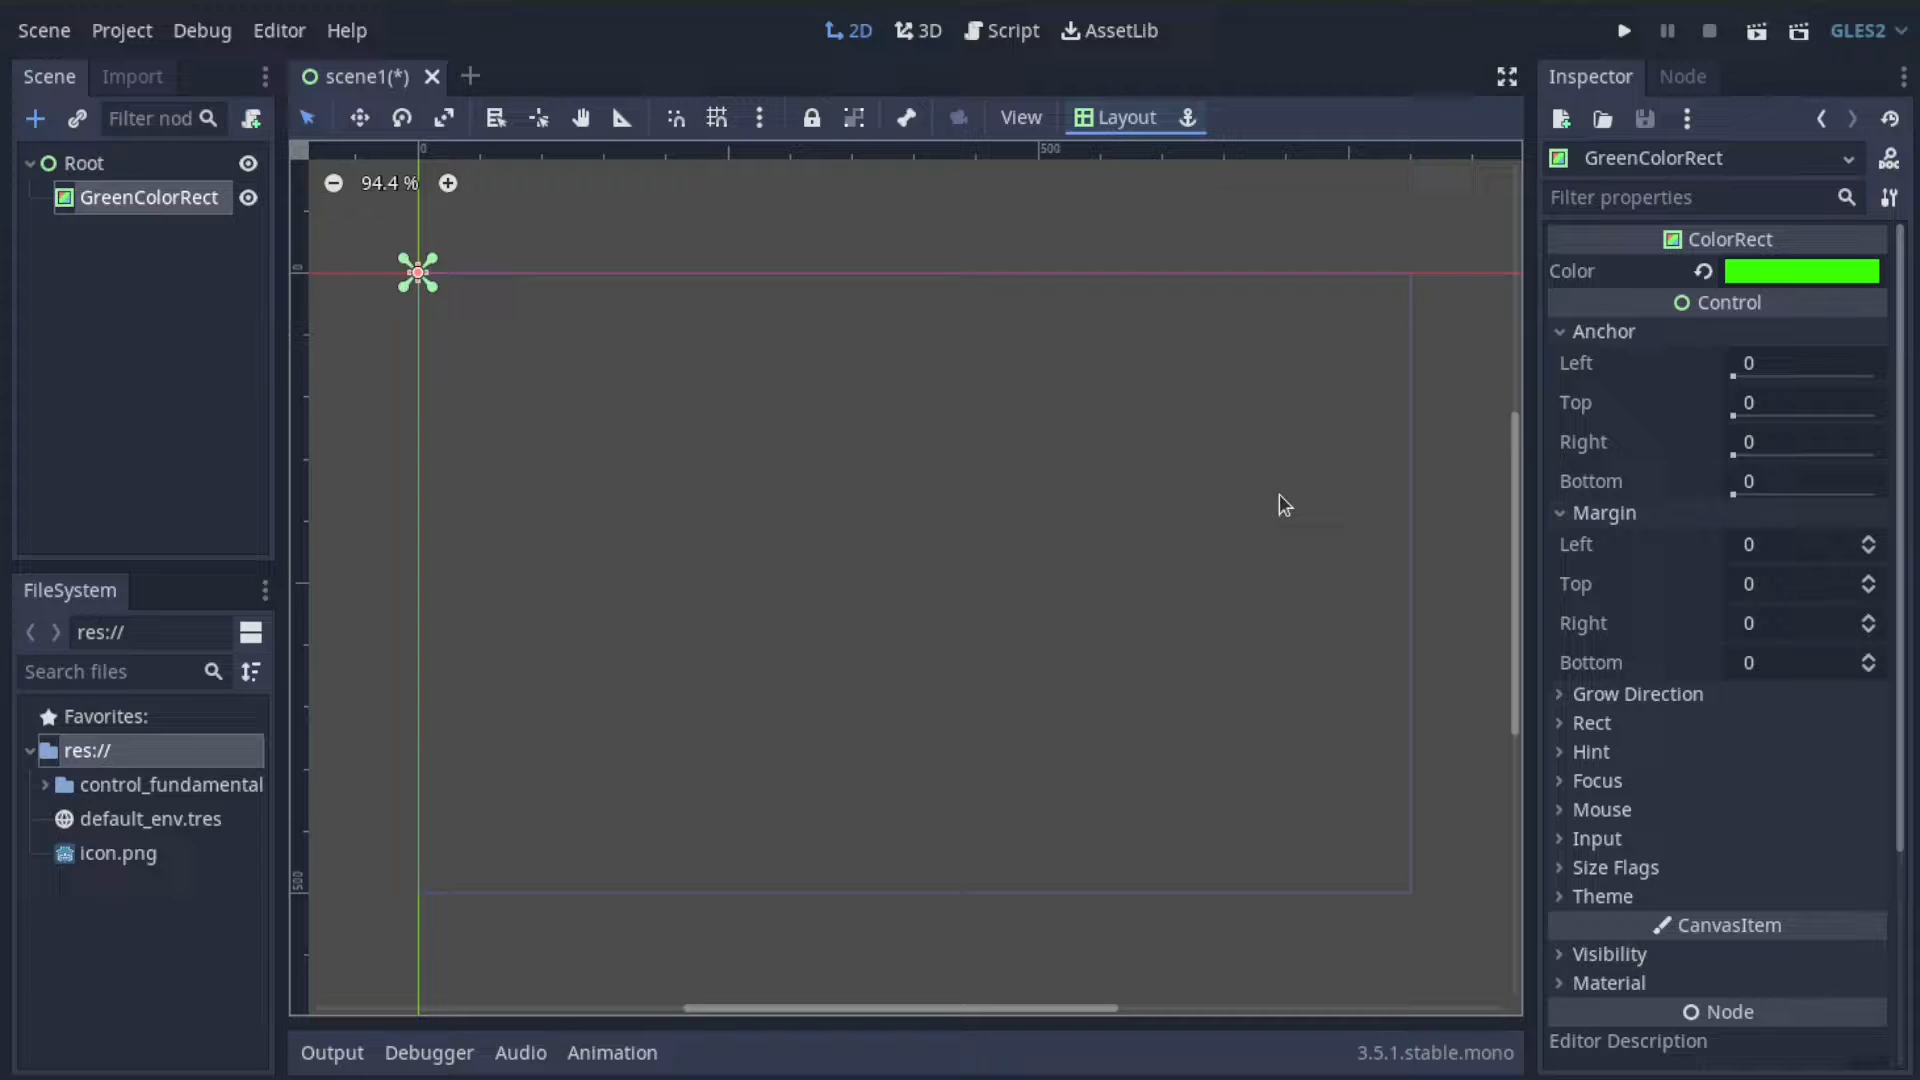 Scene Project Debug Editor Help 2D 3D Script AssetLib GLES2
Scene Import
scene1(*)
Inspector Node
Filter nod
View Layout
Root
GreenColorRect
0 500
94.4 %
0
500
GreenColorRect
Filter properties
ColorRect
Color
Control
Anchor
Left 0
Top 0
Right 0
Bottom 0
Margin
Left 0
Top 0
Right 0
Bottom 0
Grow Direction
Rect
Hint
Focus
Mouse
Input
Size Flags
Theme
CanvasItem
Visibility
Material
Node
Editor Description
FileSystem
res://
Search files
Favorites:
res://
control_fundamental
default_env.tres
icon.png
Output Debugger Audio Animation 3.5.1.stable.mono